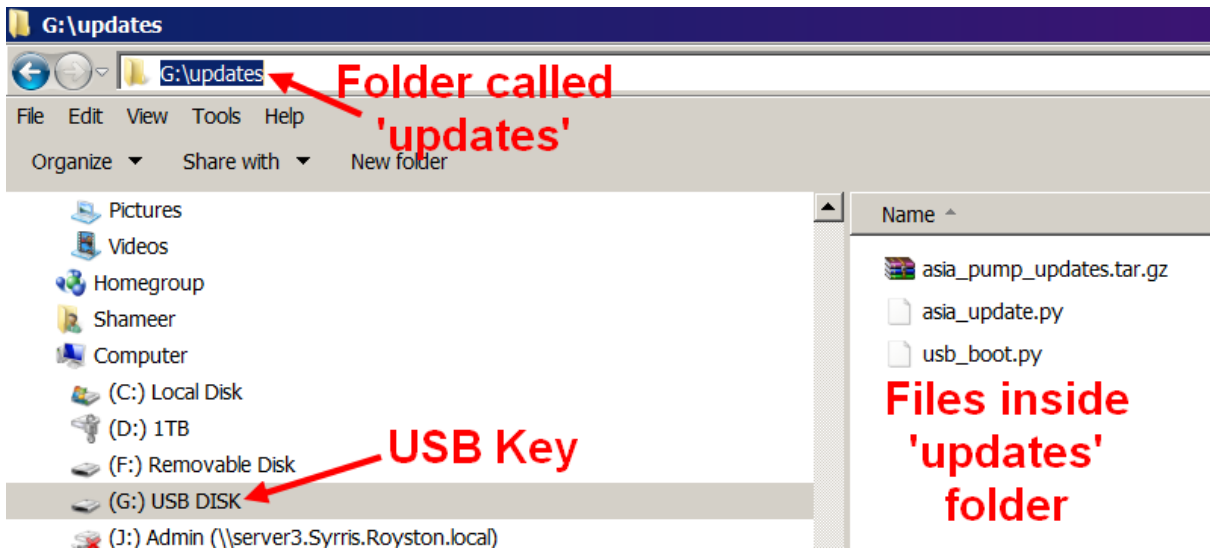 G:\updates
G:\updates
Folder called
'updates'
File Edit View Tools Help
Organize Share with New folder
Pictures
Videos
Homegroup
Shameer
Computer
(C:) Local Disk
(D:) 1TB
(F:) Removable Disk
(G:) USB DISK
(J:) Admin (\\server3.Syrris.Royston.local)
USB Key
Name
asia_pump_updates.tar.gz
asia_update.py
usb_boot.py
Files inside
'updates'
folder